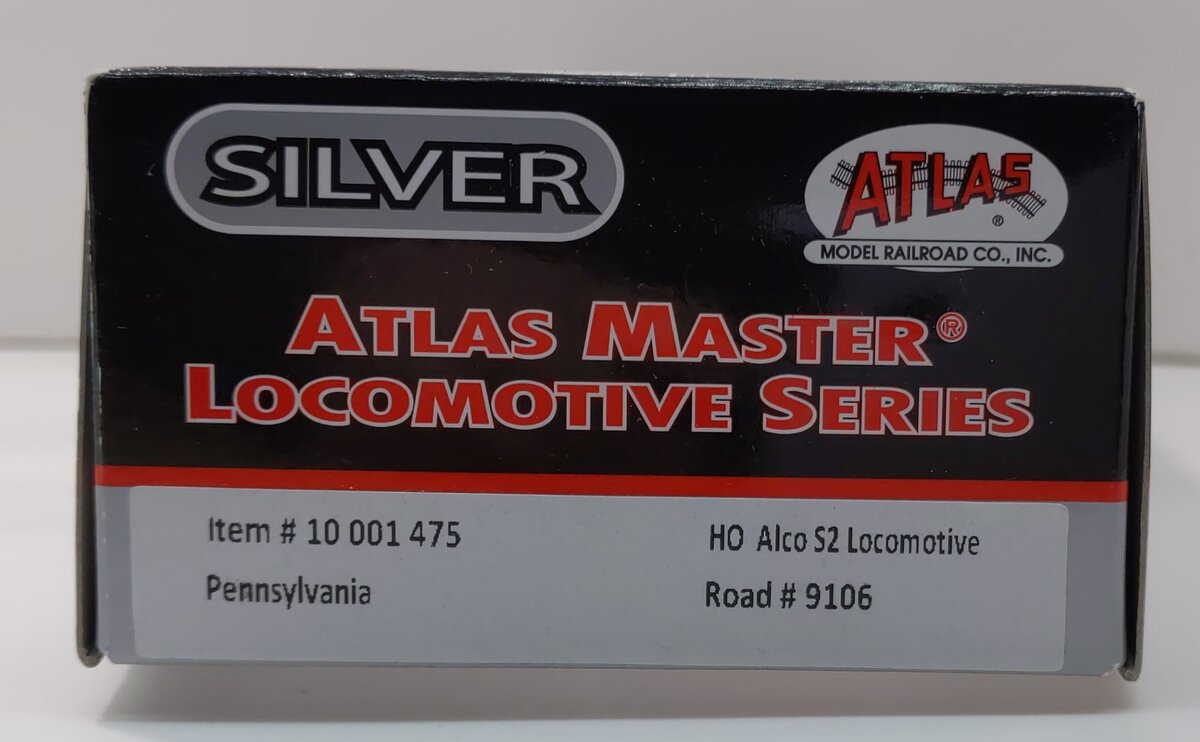 SILVER
ATLAS
®
MODEL RAILROAD CO., INC.
ATLAS MASTER®
LOCOMOTIVE SERIES
Item # 10 001 475
HO Alco S2 Locomotive
Pennsylvania
Road # 9106